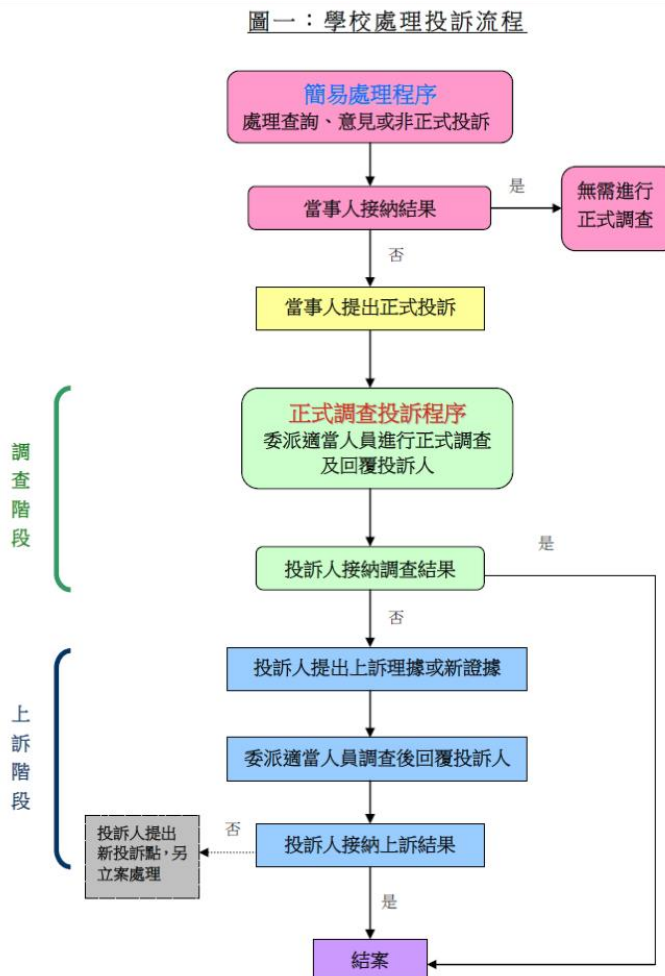 圖一：學校處理投訴流程
簡易處理程序
處理查詢、意見或非正式投訴
當事人接納結果
是
無需進行
正式調查
否
當事人提出正式投訴
調查階段
正式調查投訴程序
委派適當人員進行正式調查
及回覆投訴人
投訴人接納調查結果
是
否
上訴階段
投訴人提出上訴理據或新證據
委派適當人員調查後回覆投訴人
投訴人接納上訴結果
否
投訴人提出
新投訴點，另
立案處理
是
結案